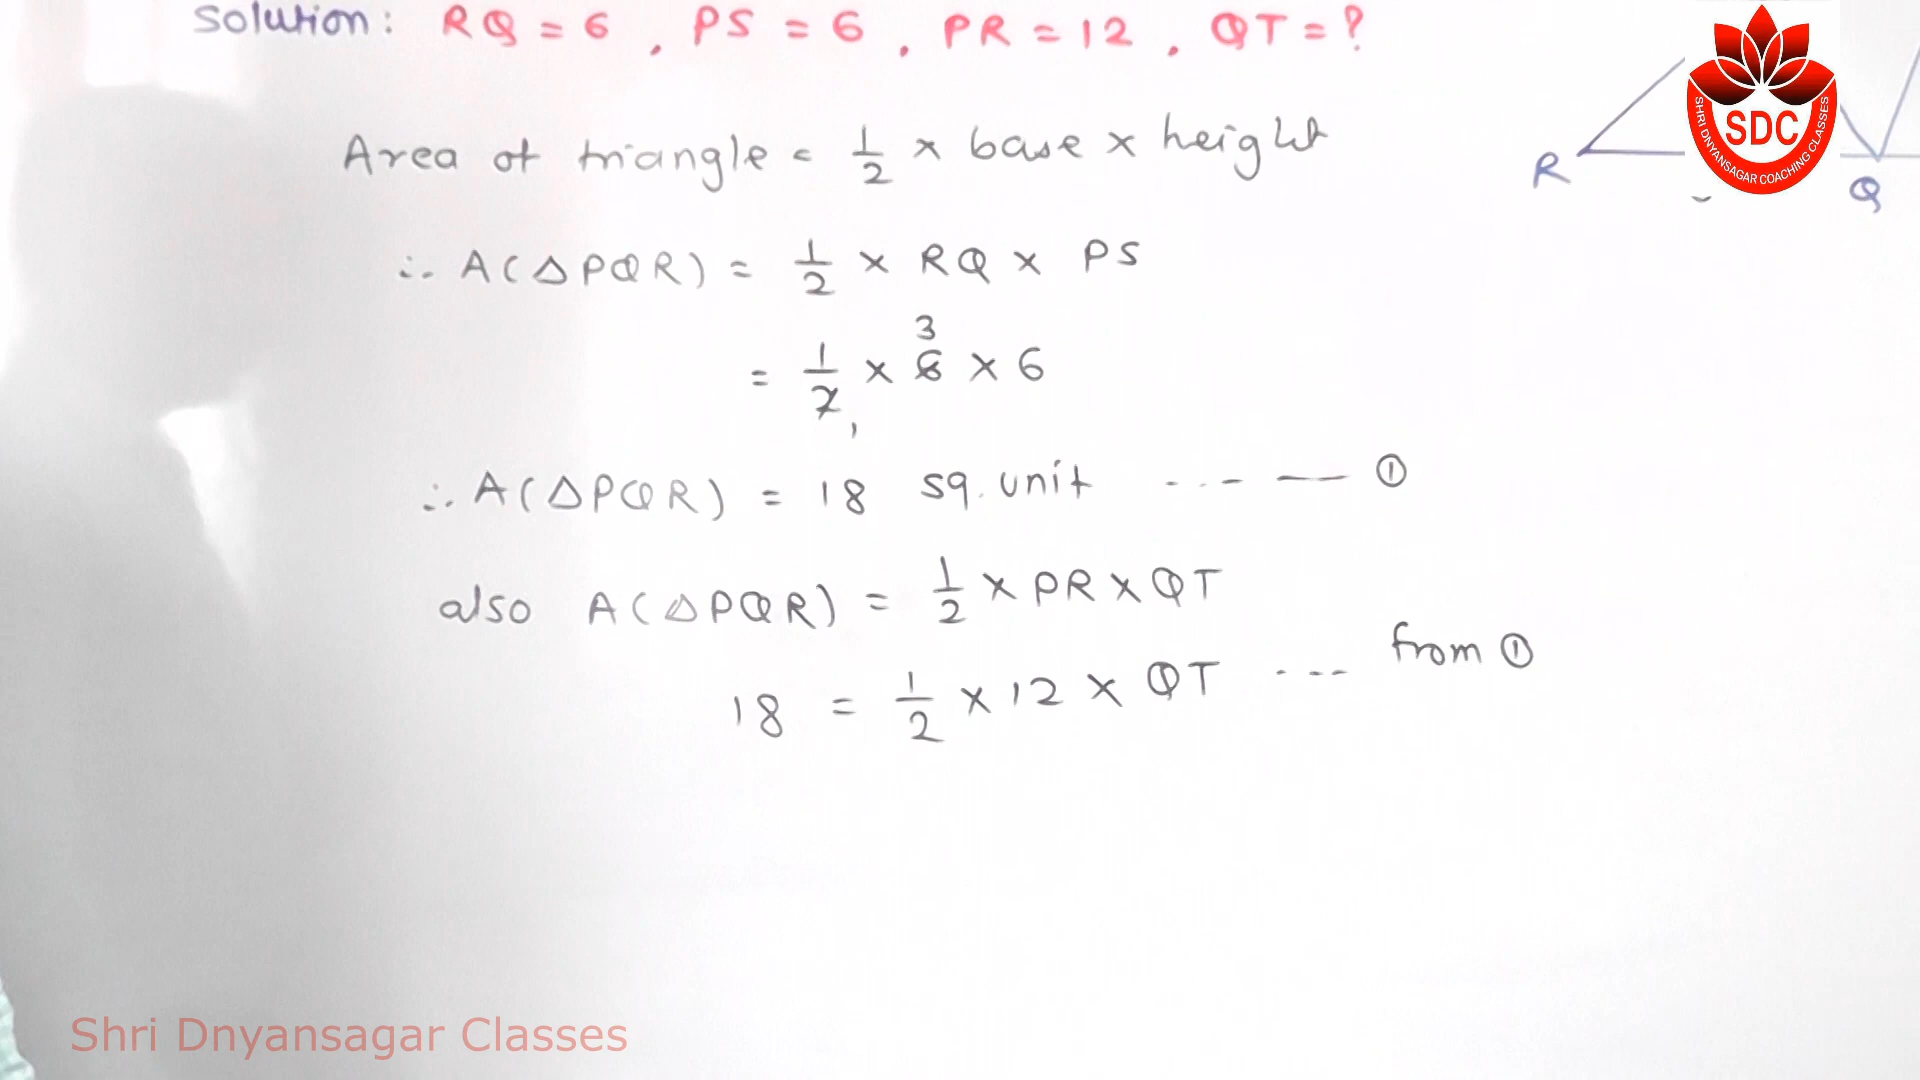 Solution: RQ = 6 , PS = 6 , PR = 12 , QT = ?
Area of triangle = 1/2 × base × height
∴ A(△PQR) = 1/2 × RQ × PS
3
= 1/2 × 6 × 6
1
∴ A(△PQR) = 18 sq. unit ---- — ①
also A(△PQR) = 1/2 × PR × QT
18 = 1/2 × 12 × QT --- from ①
R
Q
SDC
SHRI DNYANSAGAR COACHING CLASSES
Shri Dnyansagar Classes